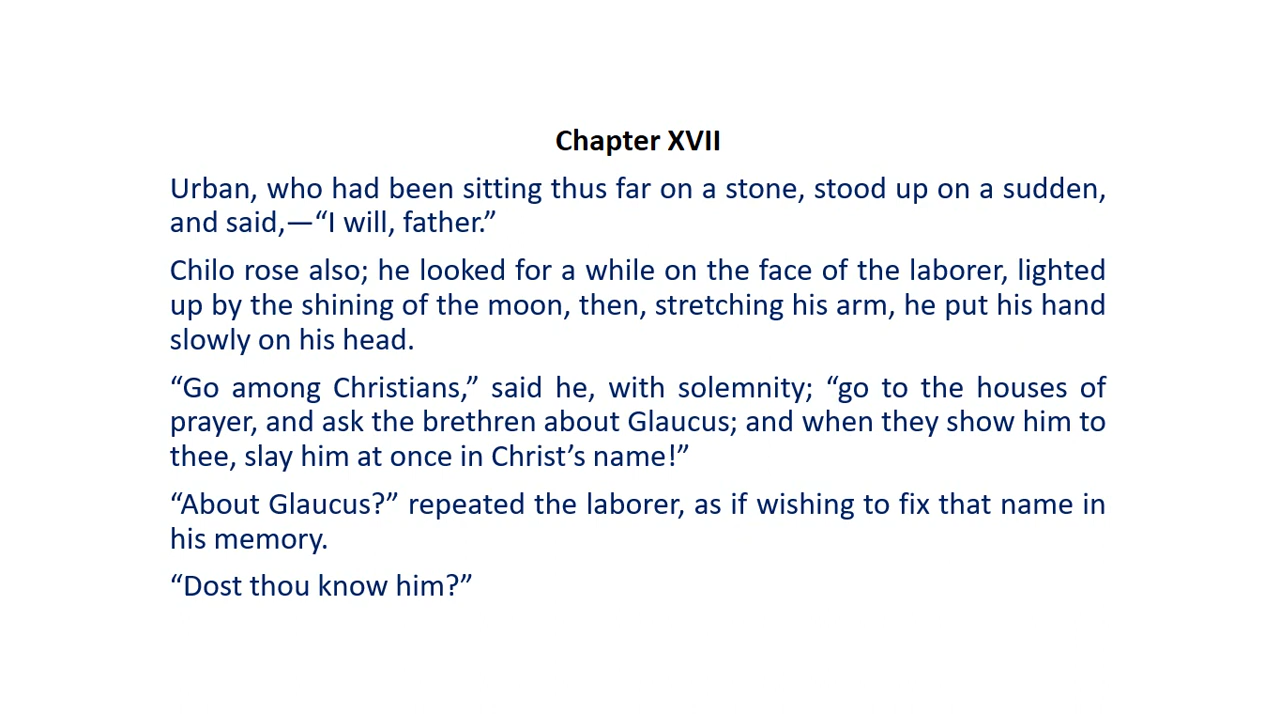 Chapter XVII
Urban, who had been sitting thus far on a stone, stood up on a sudden,
and said,—“I will, father.”
Chilo rose also; he looked for a while on the face of the laborer, lighted
up by the shining of the moon, then, stretching his arm, he put his hand
slowly on his head.
“Go among Christians,” said he, with solemnity; “go to the houses of
prayer, and ask the brethren about Glaucus; and when they show him to
thee, slay him at once in Christ’s name!”
“About Glaucus?” repeated the laborer, as if wishing to fix that name in
his memory.
“Dost thou know him?”